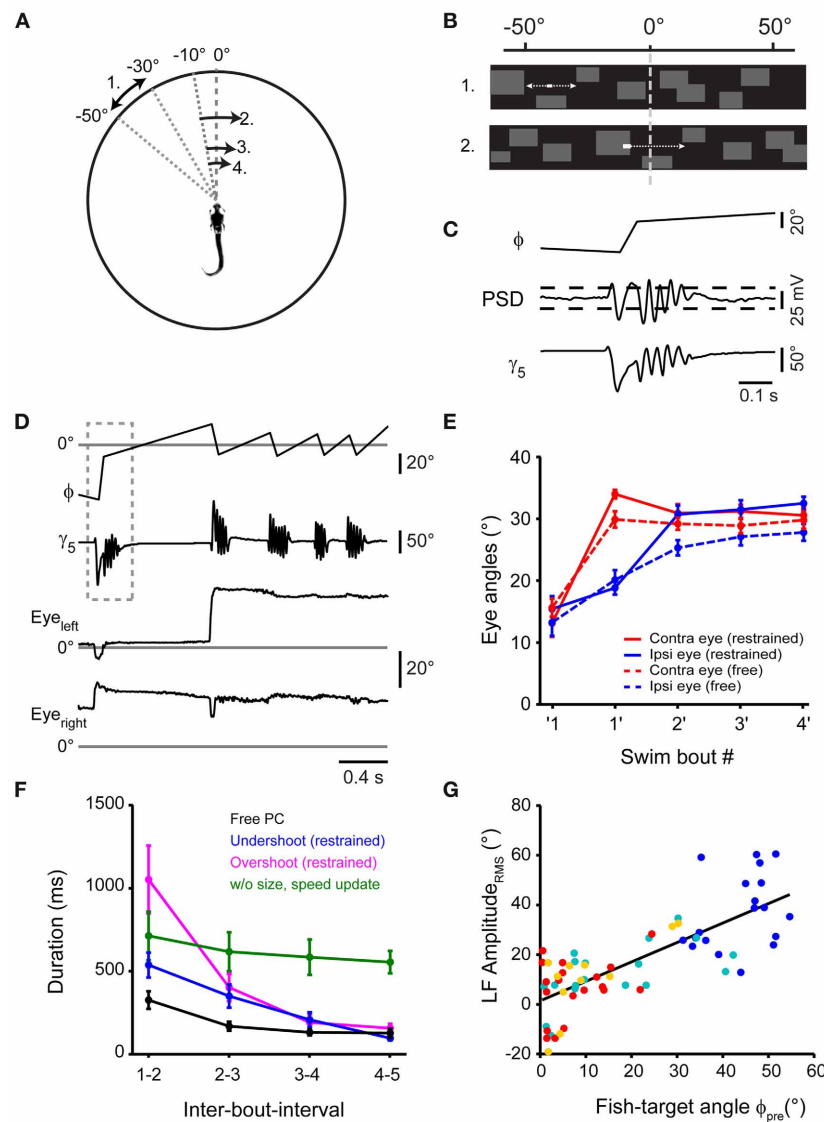 A
-10° 0°
-30°
1.
-50°
2.
3.
4.
B
-50° 0° 50°
1.
2.
C
ϕ
20°
PSD
25 mV
γ5
50°
0.1 s
D
0°
ϕ
20°
γ5
50°
Eyeleft
0°
20°
Eyeright
0°
0.4 s
E
40
30
20
10
0
Eye angles (°)
Contra eye (restrained)
Ipsi eye (restrained)
Contra eye (free)
Ipsi eye (free)
'1 1' 2' 3' 4'
Swim bout #
F
1500
1000
500
0
Duration (ms)
Free PC
Undershoot (restrained)
Overshoot (restrained)
w/o size, speed update
1-2 2-3 3-4 4-5
Inter-bout-interval
G
80
60
40
20
0
-20
LF AmplitudeRMS (°)
0 10 20 30 40 50 60
Fish-target angle ϕpre(°)